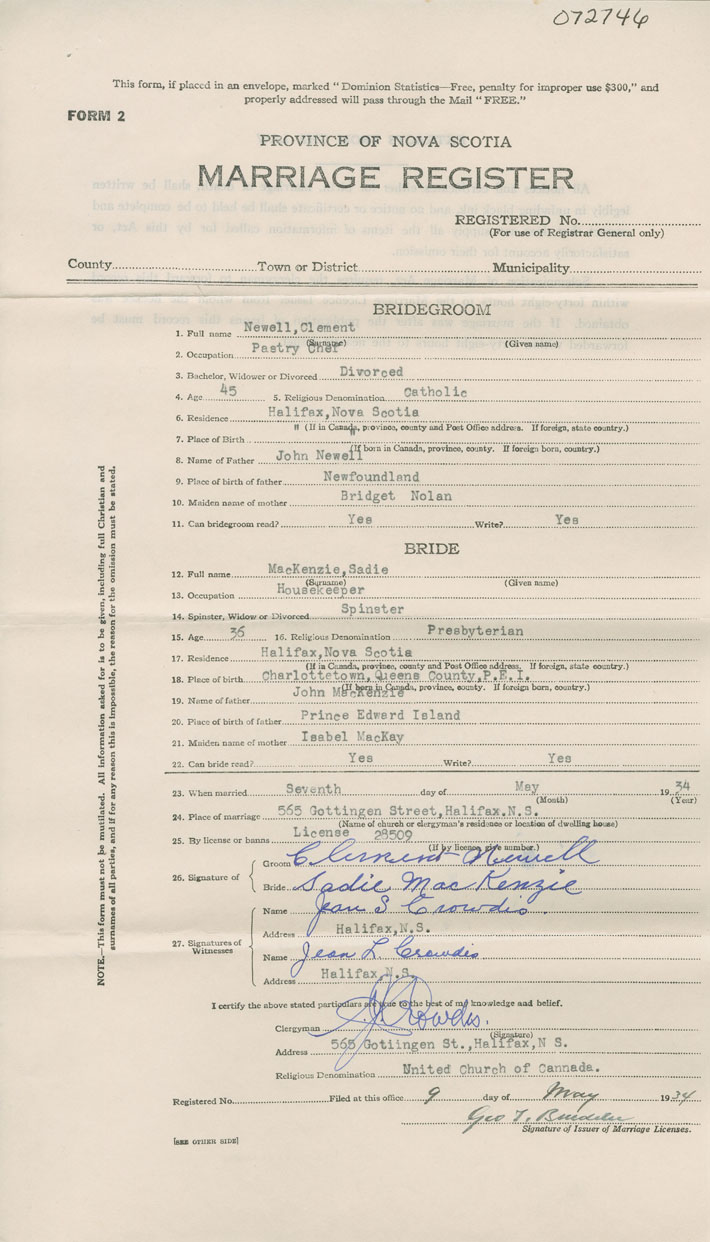 072746
This form, if placed in an envelope, marked "Dominion Statistics—Free, penalty for improper use $300," and
properly addressed will pass through the Mail "FREE."
FORM 2
PROVINCE OF NOVA SCOTIA
MARRIAGE REGISTER
REGISTERED No.
(For use of Registrar General only)
County Town or District Municipality
BRIDEGROOM
1. Full name Newell, Clement
(Surname) (Given name)
2. Occupation Pastry Chef
3. Bachelor, Widower or Divorced Divorced
4. Age 45 5. Religious Denomination Catholic
6. Residence Halifax, Nova Scotia
(If in Canada, province, county and Post Office address. If foreign, state country.)
7. Place of Birth " "
(If born in Canada, province, county. If foreign born, country.)
8. Name of Father John Newell
9. Place of birth of father Newfoundland
10. Maiden name of mother Bridget Nolan
11. Can bridegroom read? Yes Write? Yes
BRIDE
12. Full name MacKenzie, Sadie
(Surname) (Given name)
13. Occupation Housekeeper
14. Spinster, Widow or Divorced Spinster
15. Age 36 16. Religious Denomination Presbyterian
17. Residence Halifax, Nova Scotia
(If in Canada, province, county and Post Office address. If foreign, state country.)
18. Place of birth Charlottetown, Queens County, P.E.I.
(If born in Canada, province, county. If foreign born, country.)
19. Name of father John MacKenzie
20. Place of birth of father Prince Edward Island
21. Maiden name of mother Isabel MacKay
22. Can bride read? Yes Write? Yes
23. When married Seventh day of May 1934
(Month) (Year)
24. Place of marriage 565 Gottingen Street, Halifax. N.S.
(Name of church or clergyman's residence or location of dwelling house)
25. By license or banns License 28509
(If by license, give number.)
26. Signature of
Groom Clement Newell
Bride Sadie MacKenzie
27. Signatures of Witnesses
Name Jean S Crowdis
Address Halifax, N.S.
Name Jean L. Crowdis
Address Halifax, N.S.
I certify the above stated particulars are true to the best of my knowledge and belief.
Clergyman Crowdis.
(Signature)
Address 565 Gotiingen St., Halifax, N S.
Religious Denomination United Church of Cannada.
Registered No. Filed at this office 9 day of May 1934
Geo T.
Signature of Issuer of Marriage Licenses.
[SEE OTHER SIDE]
NOTE.—This form must not be mutilated. All information asked for is to be given, including full Christian and
surnames of all parties, and if for any reason this is impossible, the reason for the omission must be stated.